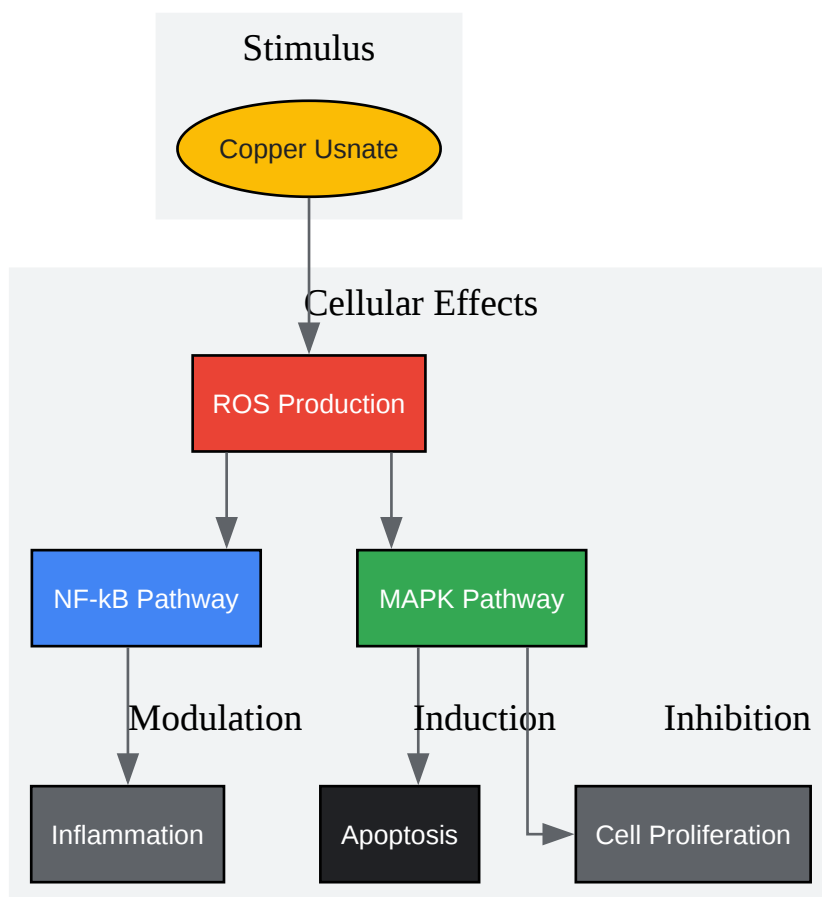 Stimulus
Copper Usnate
Cellular Effects
ROS Production
NF-kB Pathway
MAPK Pathway
Modulation
Induction
Inhibition
Inflammation
Apoptosis
Cell Proliferation